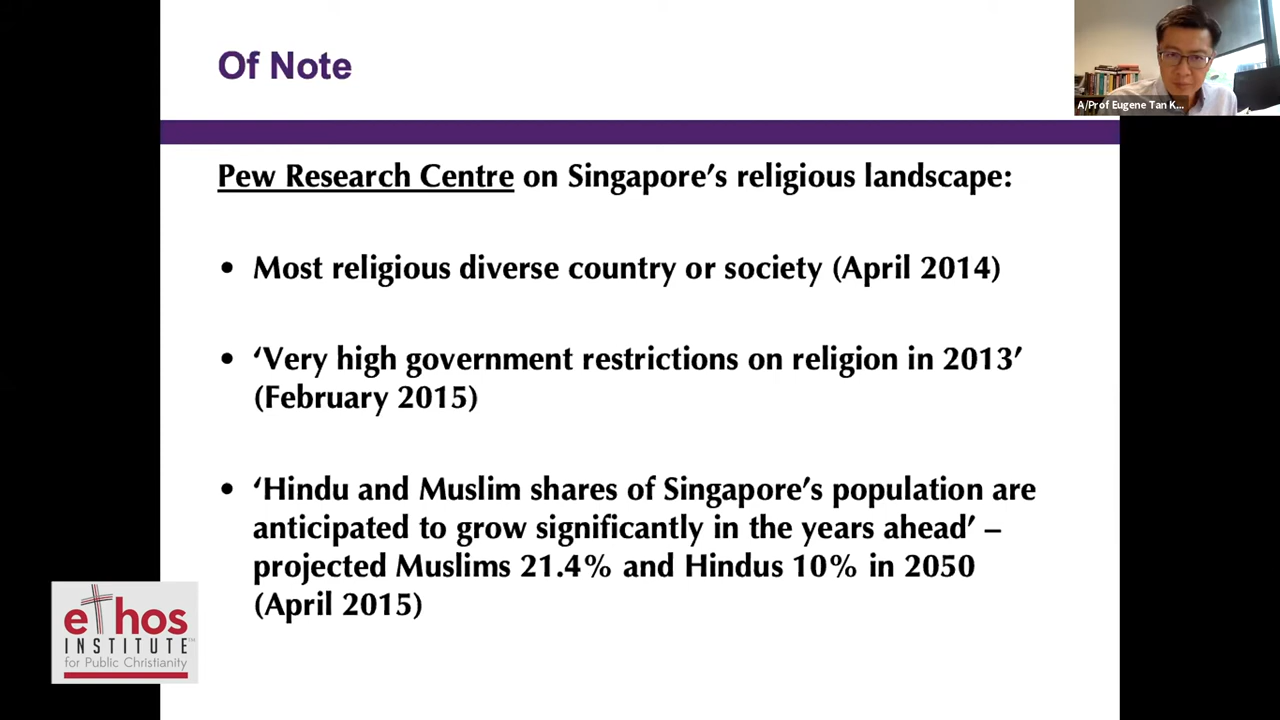 Of Note
A/Prof Eugene Tan K...
Pew Research Centre on Singapore’s religious landscape:
• Most religious diverse country or society (April 2014)
• ‘Very high government restrictions on religion in 2013’
(February 2015)
• ‘Hindu and Muslim shares of Singapore’s population are
anticipated to grow significantly in the years ahead’ –
projected Muslims 21.4% and Hindus 10% in 2050
(April 2015)
ethos
INSTITUTE™
for Public Christianity